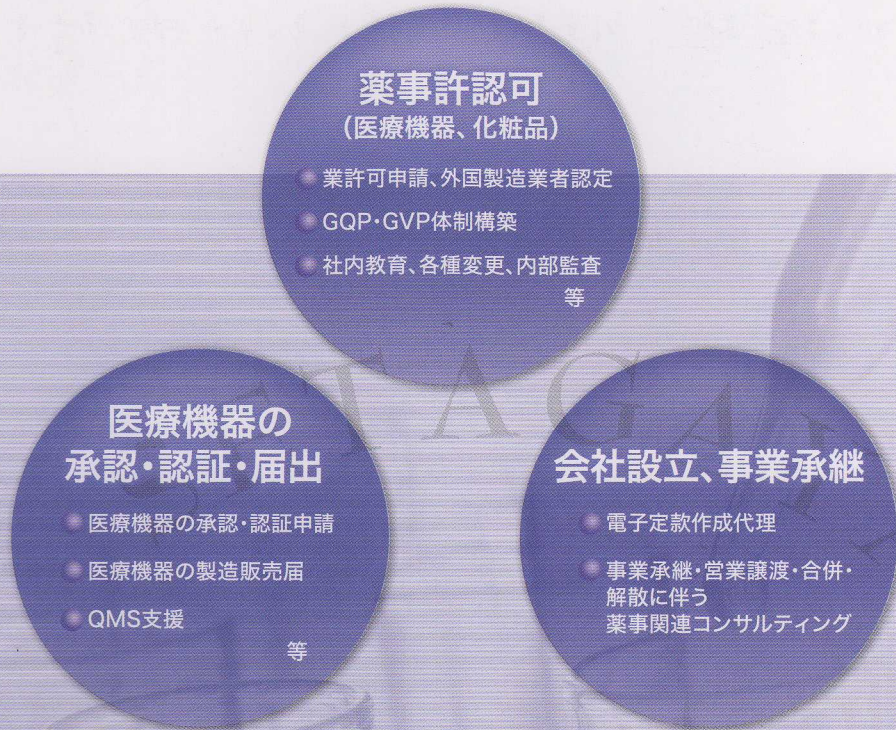 薬事許認可
(医療機器、化粧品)
業許可申請、外国製造業者認定
GQP・GVP体制構築
社内教育、各種変更、内部監査
等
医療機器の
承認・認証・届出
医療機器の承認・認証申請
医療機器の製造販売届
QMS支援
等
会社設立、事業承継
電子定款作成代理
事業承継・営業譲渡・合併・
解散に伴う
薬事関連コンサルティング